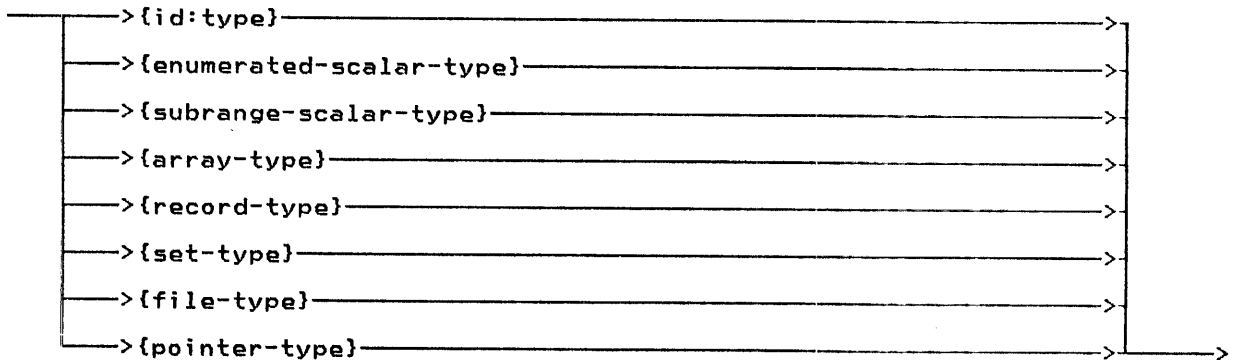 {id:type}
{enumerated-scalar-type}
{subrange-scalar-type}
{array-type}
{record-type}
{set-type}
{file-type}
{pointer-type}